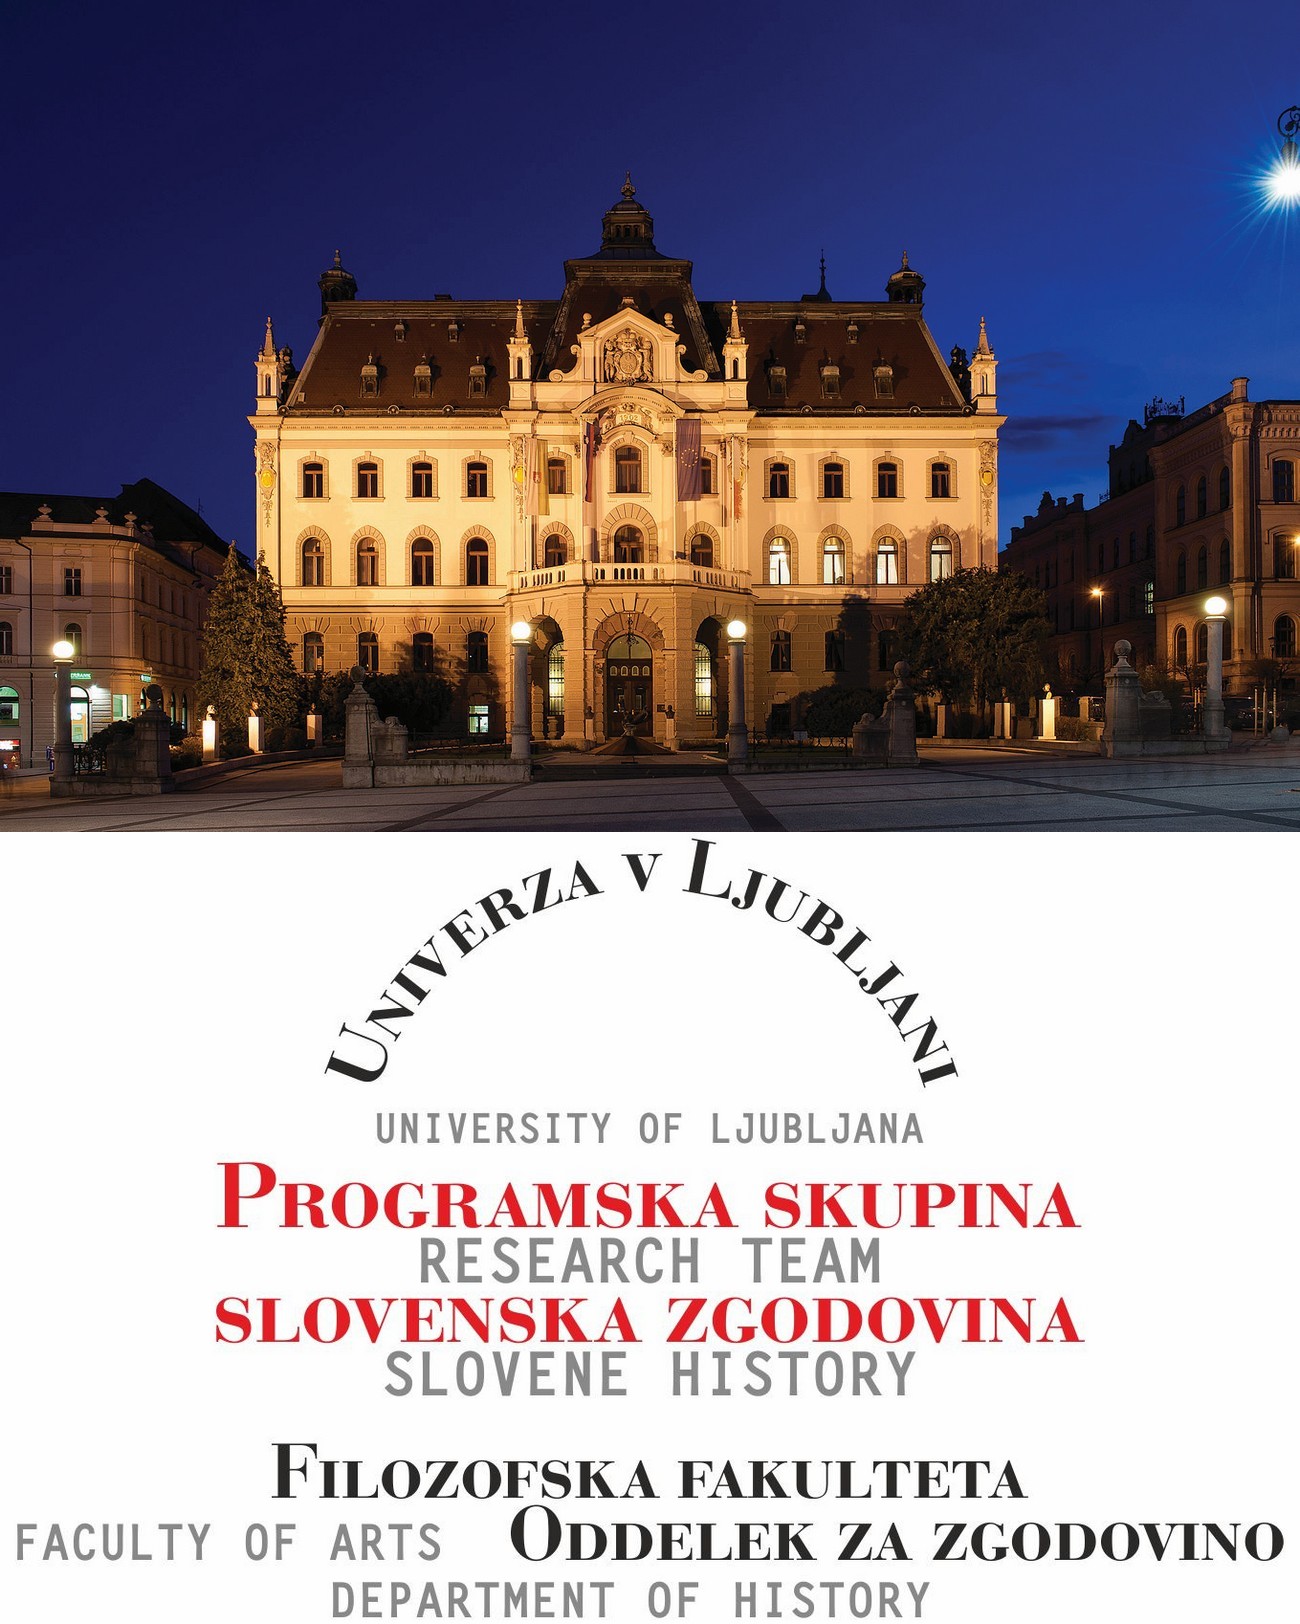 1902
Univerza v Ljubljani
UNIVERSITY OF LJUBLJANA
Programska skupina
RESEARCH TEAM
slovenska zgodovina
SLOVENE HISTORY
Filozofska fakulteta
FACULTY OF ARTS Oddelek za zgodovino
DEPARTMENT OF HISTORY